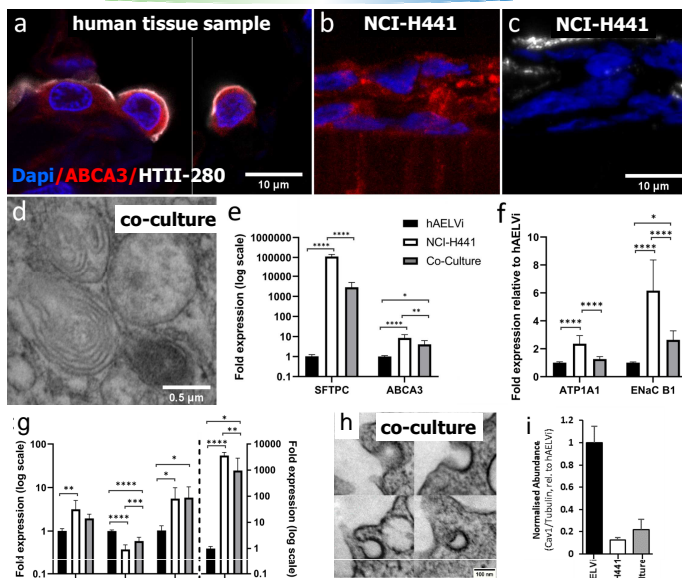 a
human tissue sample
Dapi/ABCA3/HTII-280
10 µm
b
NCI-H441
c
NCI-H441
10 µm
d
co-culture
0.5 µm
e
Fold expression (log scale)
1000000
100000
10000
1000
100
10
1
0.1
****
****
*
**
****
hAELVi
NCI-H441
Co-Culture
SFTPC
ABCA3
f
Fold expression relative to hAELVi
10
8
6
4
2
0
****
****
*
****
****
ATP1A1
ENaC B1
g
Fold expression (log scale)
100
10
1
0.1
**
****
***
****
*
*
*
**
****
10000
1000
100
10
1
0.1
Fold expression (log scale)
h
co-culture
100 nm
i
Normalised Abundance
(Cav1/Tubulin, rel. to hAELVi)
1.2
1
0.8
0.6
0.4
0.2
0